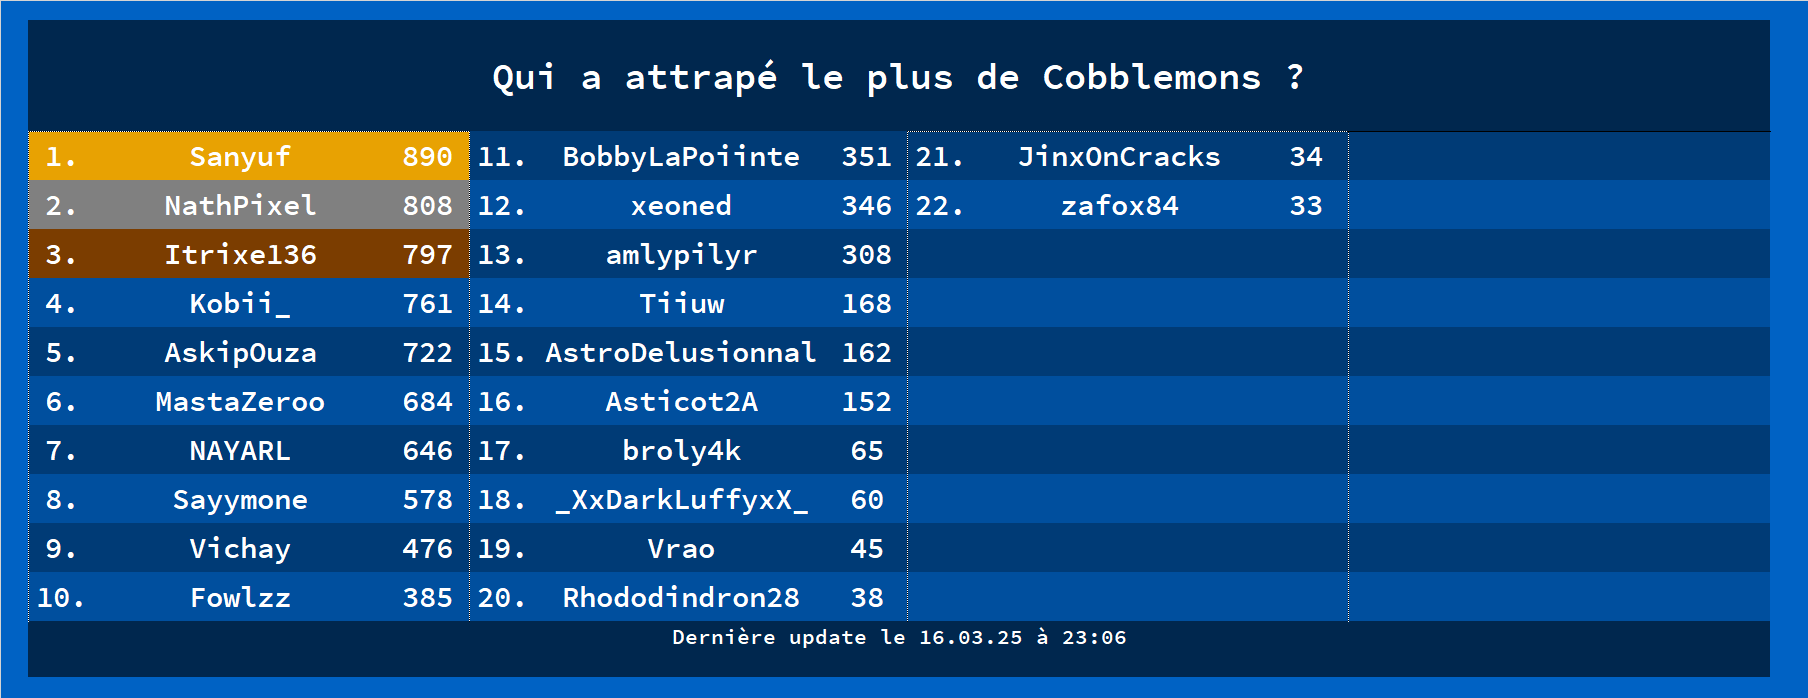 Qui a attrapé le plus de Cobblemons ?
1. Sanyuf 890
2. NathPixel 808
3. Itrixe136 797
4. Kobii_ 761
5. AskipOuza 722
6. MastaZeroo 684
7. NAYARL 646
8. Sayymone 578
9. Vichay 476
10. Fowlzz 385
11. BobbyLaPoiinte 351
12. xeoned 346
13. amlypilyr 308
14. Tiiuw 168
15. AstroDelusionnal 162
16. Asticot2A 152
17. broly4k 65
18. _XxDarkLuffyxX_ 60
19. Vrao 45
20. Rhododindron28 38
21. JinxOnCracks 34
22. zafox84 33
Dernière update le 16.03.25 à 23:06